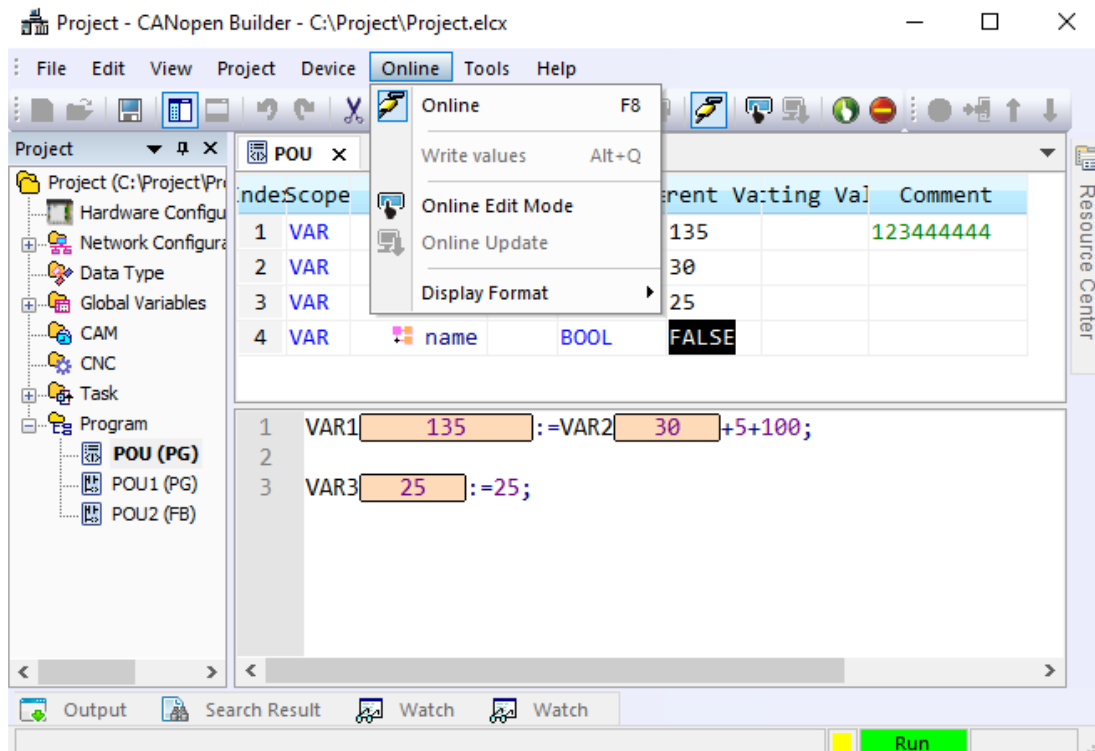 Project - CANopen Builder - C:\Project\Project.elcx
File Edit View Project Device Online Tools Help
Online F8
Write values Alt+Q
Online Edit Mode
Online Update
Display Format
Project
Project (C:\Project\Pr
Hardware Configu
Network Configura
Data Type
Global Variables
CAM
CNC
Task
Program
POU (PG)
POU1 (PG)
POU2 (FB)
POU
Scope rent Va ting Val Comment
1 VAR 135 123444444
2 VAR 30
3 VAR 25
4 VAR name BOOL FALSE
1 VAR1 135 :=VAR2 30 +5+100;
2
3 VAR3 25 :=25;
Resource Center
Output Search Result Watch Watch
Run